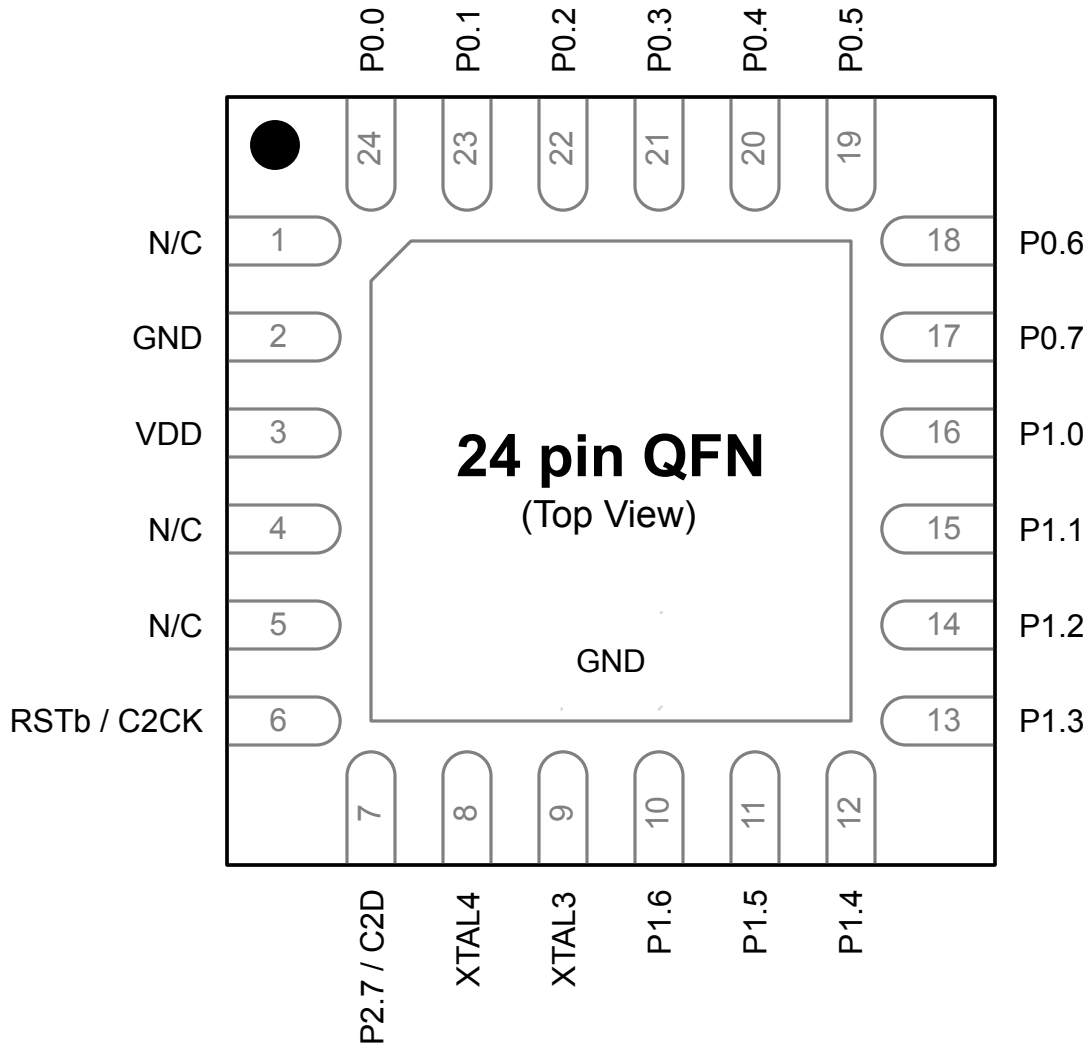 P0.0
P0.1
P0.2
P0.3
P0.4
P0.5
24
23
22
21
20
19
N/C
1
18
P0.6
GND
2
17
P0.7
VDD
3
16
P1.0
24 pin QFN
(Top View)
N/C
4
15
P1.1
N/C
5
14
P1.2
GND
RSTb / C2CK
6
13
P1.3
7
8
9
10
11
12
P2.7 / C2D
XTAL4
XTAL3
P1.6
P1.5
P1.4